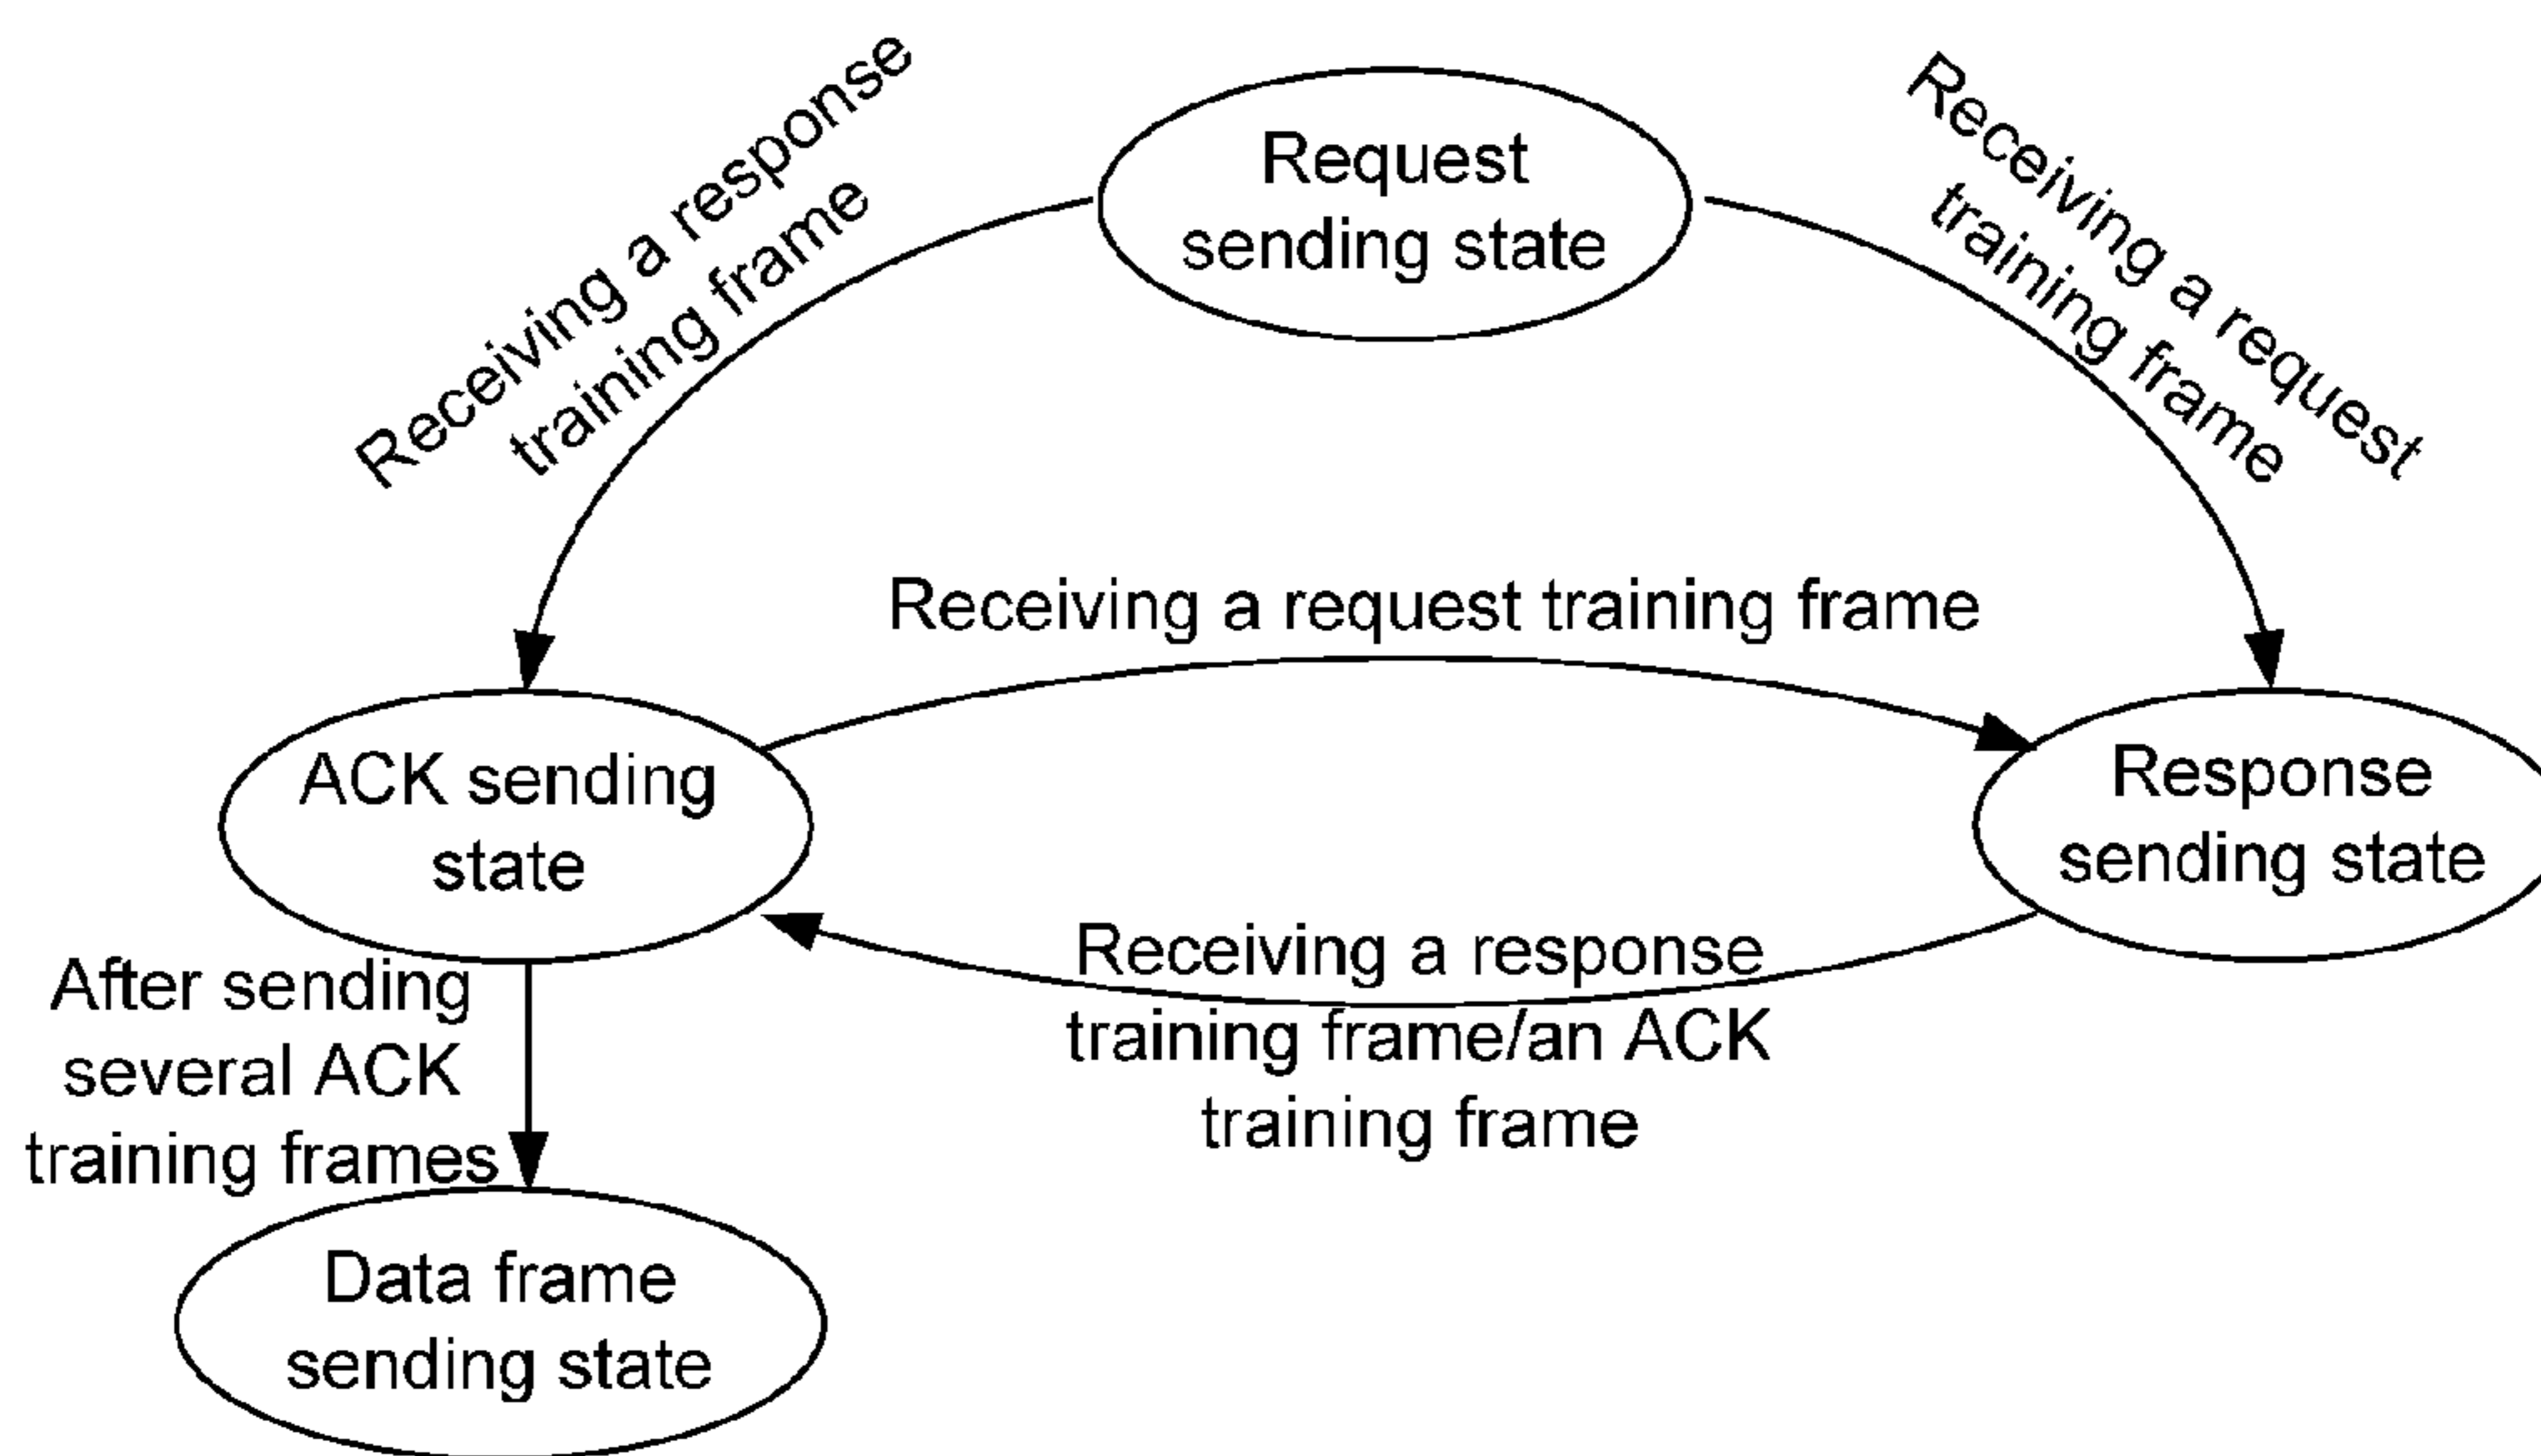 Receiving a response
training frame
Request
sending state
Receiving a request
training frame
Receiving a request training frame
ACK sending
state
Response
sending state
Receiving a response
training frame/an ACK
training frame
After sending
several ACK
training frames
Data frame
sending state